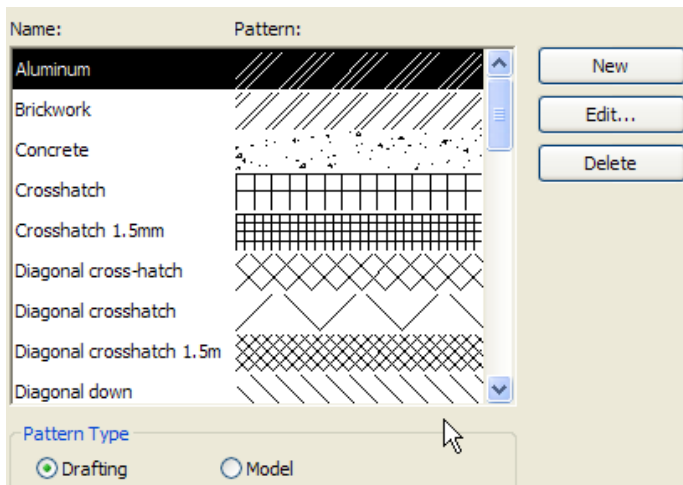 Name: Pattern:
Aluminum
New
Brickwork
Edit...
Concrete
Delete
Crosshatch
Crosshatch 1.5mm
Diagonal cross-hatch
Diagonal crosshatch
Diagonal crosshatch 1.5m
Diagonal down
Pattern Type
Drafting Model